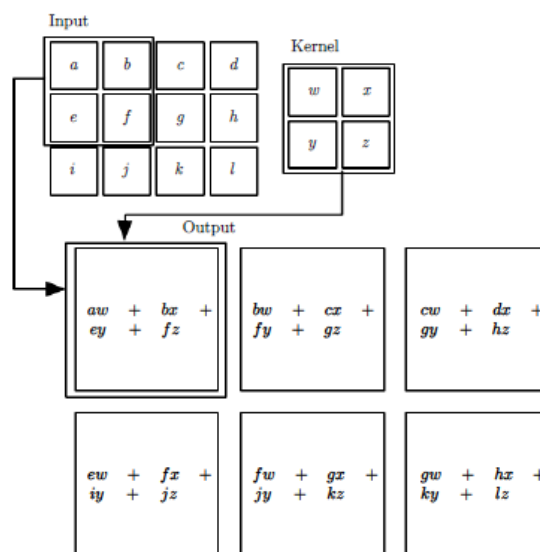 Input
Kernel
a b c d
w x
e f g h
y z
i j k l
Output
aw + bx +
ey + fz
bw + cx +
fy + gz
cw + dx +
gy + hz
ew + fx +
iy + jz
fw + gx +
jy + kz
gw + hx +
ky + lz